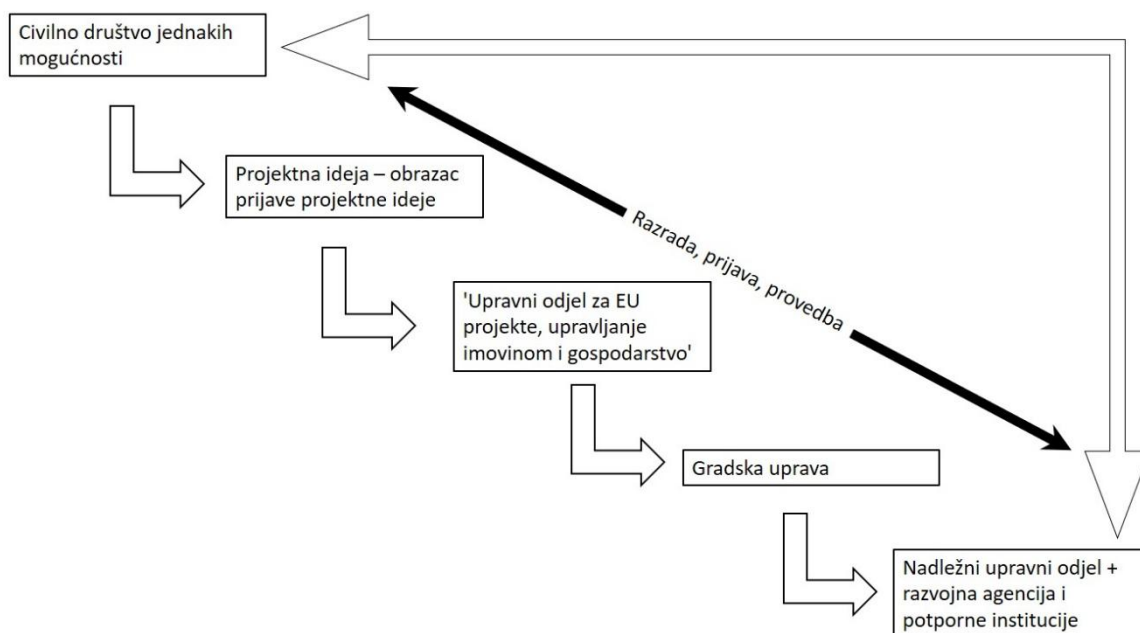 Civilno društvo jednakih
mogućnosti
Projektna ideja – obrazac
prijave projektne ideje
Razrada, prijava, provedba
'Upravni odjel za EU
projekte, upravljanje
imovinom i gospodarstvo'
Gradska uprava
Nadležni upravni odjel +
razvojna agencija i
potporne institucije